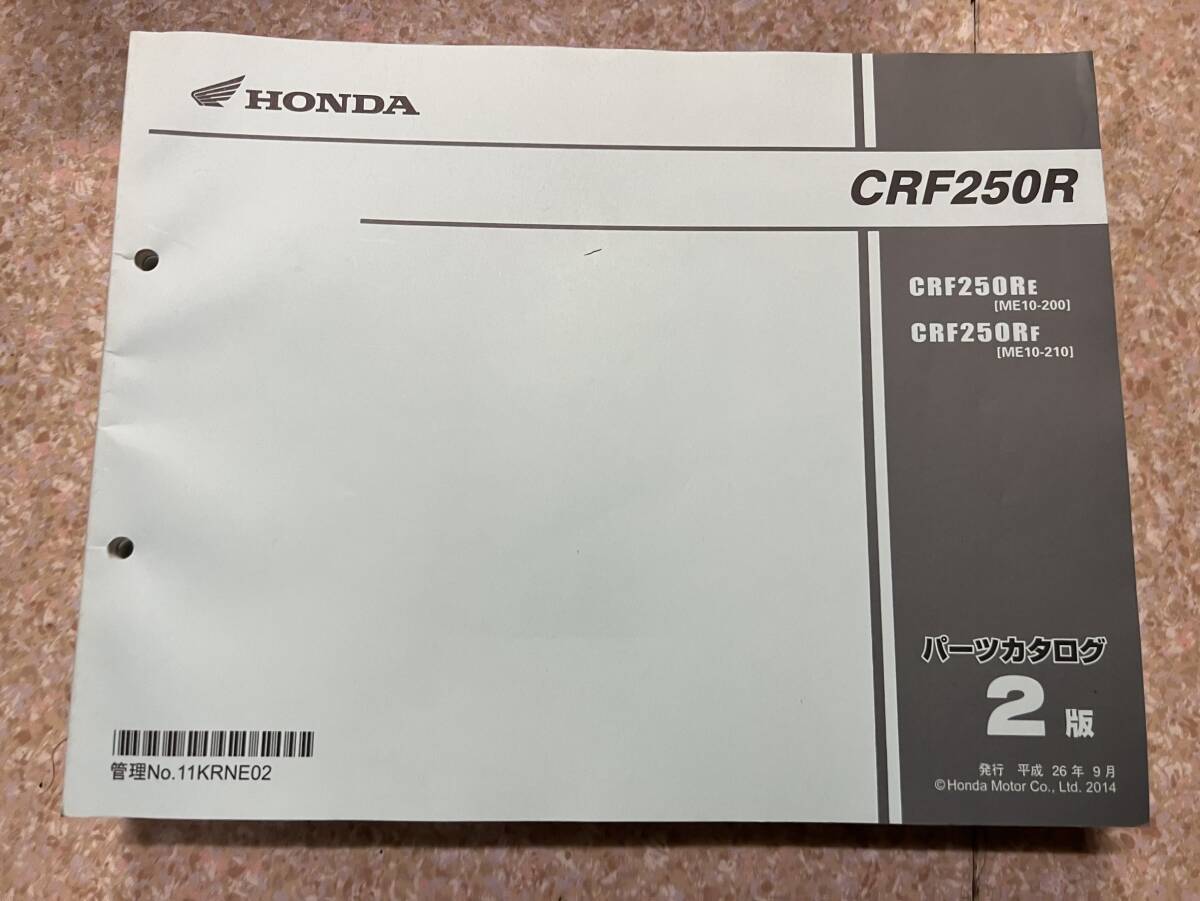 HONDA
CRF250R
CRF250RE
[ME10-200]
CRF250RF
[ME10-210]
パーツカタログ
2版
発行 平成 26年 9月
©Honda Motor Co., Ltd. 2014
管理No.11KRNE02